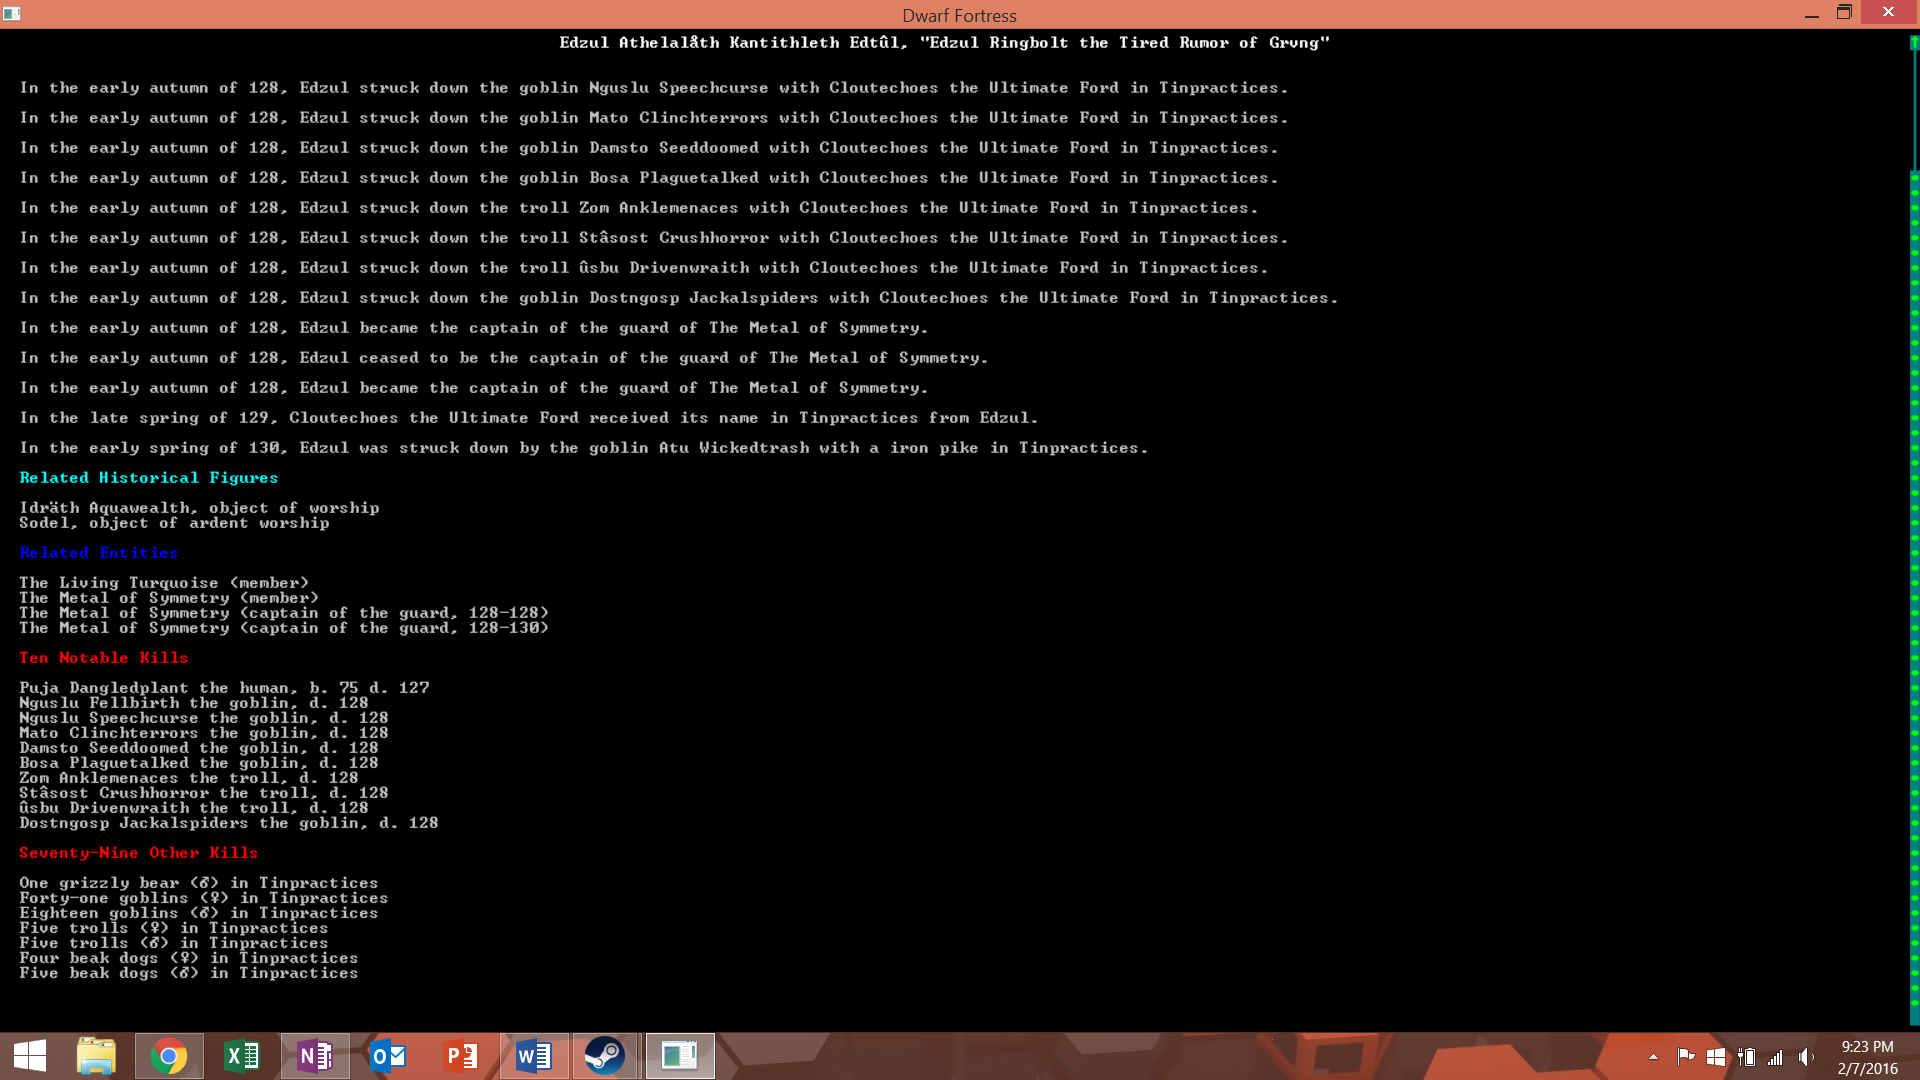 Dwarf Fortress
Edzul Athelalåth Kantithleth Edtûl, "Edzul Ringbolt the Tired Rumor of Grvng"
In the early autumn of 128, Edzul struck down the goblin Nguslu Speechcurse with Cloutechoes the Ultimate Ford in Tinpractices.
In the early autumn of 128, Edzul struck down the goblin Mato Clinchterrors with Cloutechoes the Ultimate Ford in Tinpractices.
In the early autumn of 128, Edzul struck down the goblin Damsto Seeddoomed with Cloutechoes the Ultimate Ford in Tinpractices.
In the early autumn of 128, Edzul struck down the goblin Bosa Plaguetalked with Cloutechoes the Ultimate Ford in Tinpractices.
In the early autumn of 128, Edzul struck down the troll Zom Anklemenaces with Cloutechoes the Ultimate Ford in Tinpractices.
In the early autumn of 128, Edzul struck down the troll Stâsost Crushhorror with Cloutechoes the Ultimate Ford in Tinpractices.
In the early autumn of 128, Edzul struck down the troll ûsbu Drivenwraith with Cloutechoes the Ultimate Ford in Tinpractices.
In the early autumn of 128, Edzul struck down the goblin Dostngosp Jackalspiders with Cloutechoes the Ultimate Ford in Tinpractices.
In the early autumn of 128, Edzul became the captain of the guard of The Metal of Symmetry.
In the early autumn of 128, Edzul ceased to be the captain of the guard of The Metal of Symmetry.
In the early autumn of 128, Edzul became the captain of the guard of The Metal of Symmetry.
In the late spring of 129, Cloutechoes the Ultimate Ford received its name in Tinpractices from Edzul.
In the early spring of 130, Edzul was struck down by the goblin Atu Wickedtrash with a iron pike in Tinpractices.
Related Historical Figures
Idräth Aquawealth, object of worship
Sodel, object of ardent worship
Related Entities
The Living Turquoise (member)
The Metal of Symmetry (member)
The Metal of Symmetry (captain of the guard, 128-128)
The Metal of Symmetry (captain of the guard, 128-130)
Ten Notable Kills
Puja Dangledplant the human, b. 75 d. 127
Nguslu Fellbirth the goblin, d. 128
Nguslu Speechcurse the goblin, d. 128
Mato Clinchterrors the goblin, d. 128
Damsto Seeddoomed the goblin, d. 128
Bosa Plaguetalked the goblin, d. 128
Zom Anklemenaces the troll, d. 128
Stâsost Crushhorror the troll, d. 128
ûsbu Drivenwraith the troll, d. 128
Dostngosp Jackalspiders the goblin, d. 128
Seventy-Nine Other Kills
One grizzly bear (♂) in Tinpractices
Forty-one goblins (♀) in Tinpractices
Eighteen goblins (♂) in Tinpractices
Five trolls (♀) in Tinpractices
Five trolls (♂) in Tinpractices
Four beak dogs (♀) in Tinpractices
Five beak dogs (♂) in Tinpractices
9:23 PM
2/7/2016